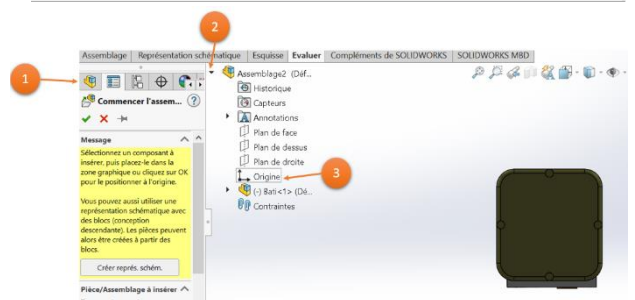 2
Assemblage Représentation schématique Esquisse Evaluer Compléments de SOLIDWORKS SOLIDWORKS MBD
1
Assemblage2 (Déf...
Historique
Capteurs
Annotations
Plan de face
Plan de dessus
Plan de droite
Origine
3
(-) Bati<1> (Dé...
Contraintes
Commencer l'assem... ?
Message
Sélectionnez un composant à
insérer, puis placez-le dans la
zone graphique ou cliquez sur OK
pour le positionner à l'origine.
Vous pouvez aussi utiliser une
représentation schématique avec
des blocs (conception
descendante). Les pièces peuvent
alors être créées à partir des
blocs.
Créer représ. schém.
Pièce/Assemblage à insérer